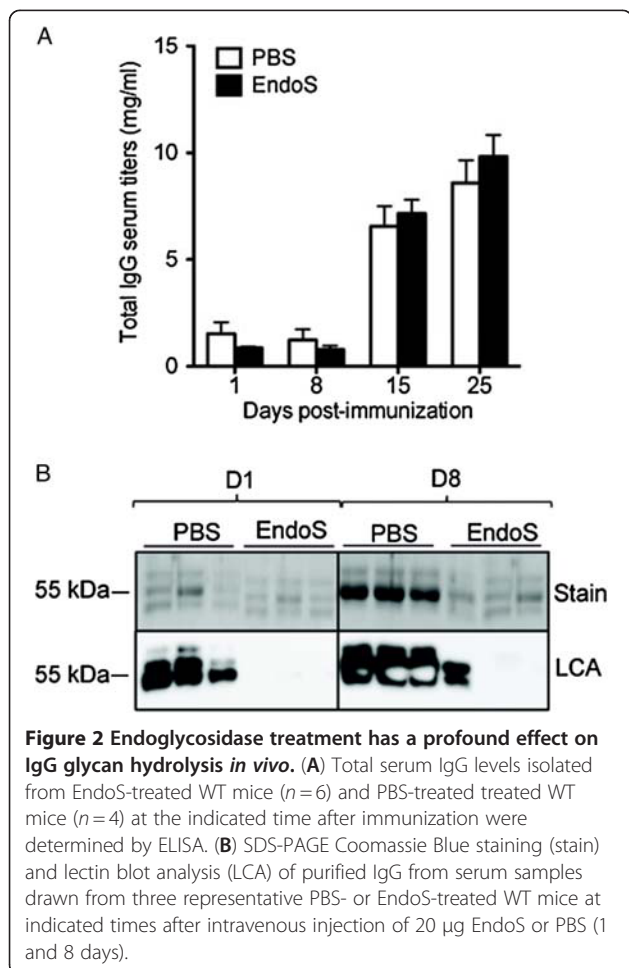 A
15
PBS
EndoS
10
5
0
Total IgG serum titers (mg/ml)
1 8 15 25
Days post-immunization
B
D1 D8
PBS EndoS PBS EndoS
55 kDa— Stain
55 kDa— LCA
Figure 2 Endoglycosidase treatment has a profound effect on
IgG glycan hydrolysis in vivo. (A) Total serum IgG levels isolated
from EndoS-treated WT mice (n = 6) and PBS-treated treated WT
mice (n = 4) at the indicated time after immunization were
determined by ELISA. (B) SDS-PAGE Coomassie Blue staining (stain)
and lectin blot analysis (LCA) of purified IgG from serum samples
drawn from three representative PBS- or EndoS-treated WT mice at
indicated times after intravenous injection of 20 μg EndoS or PBS (1
and 8 days).